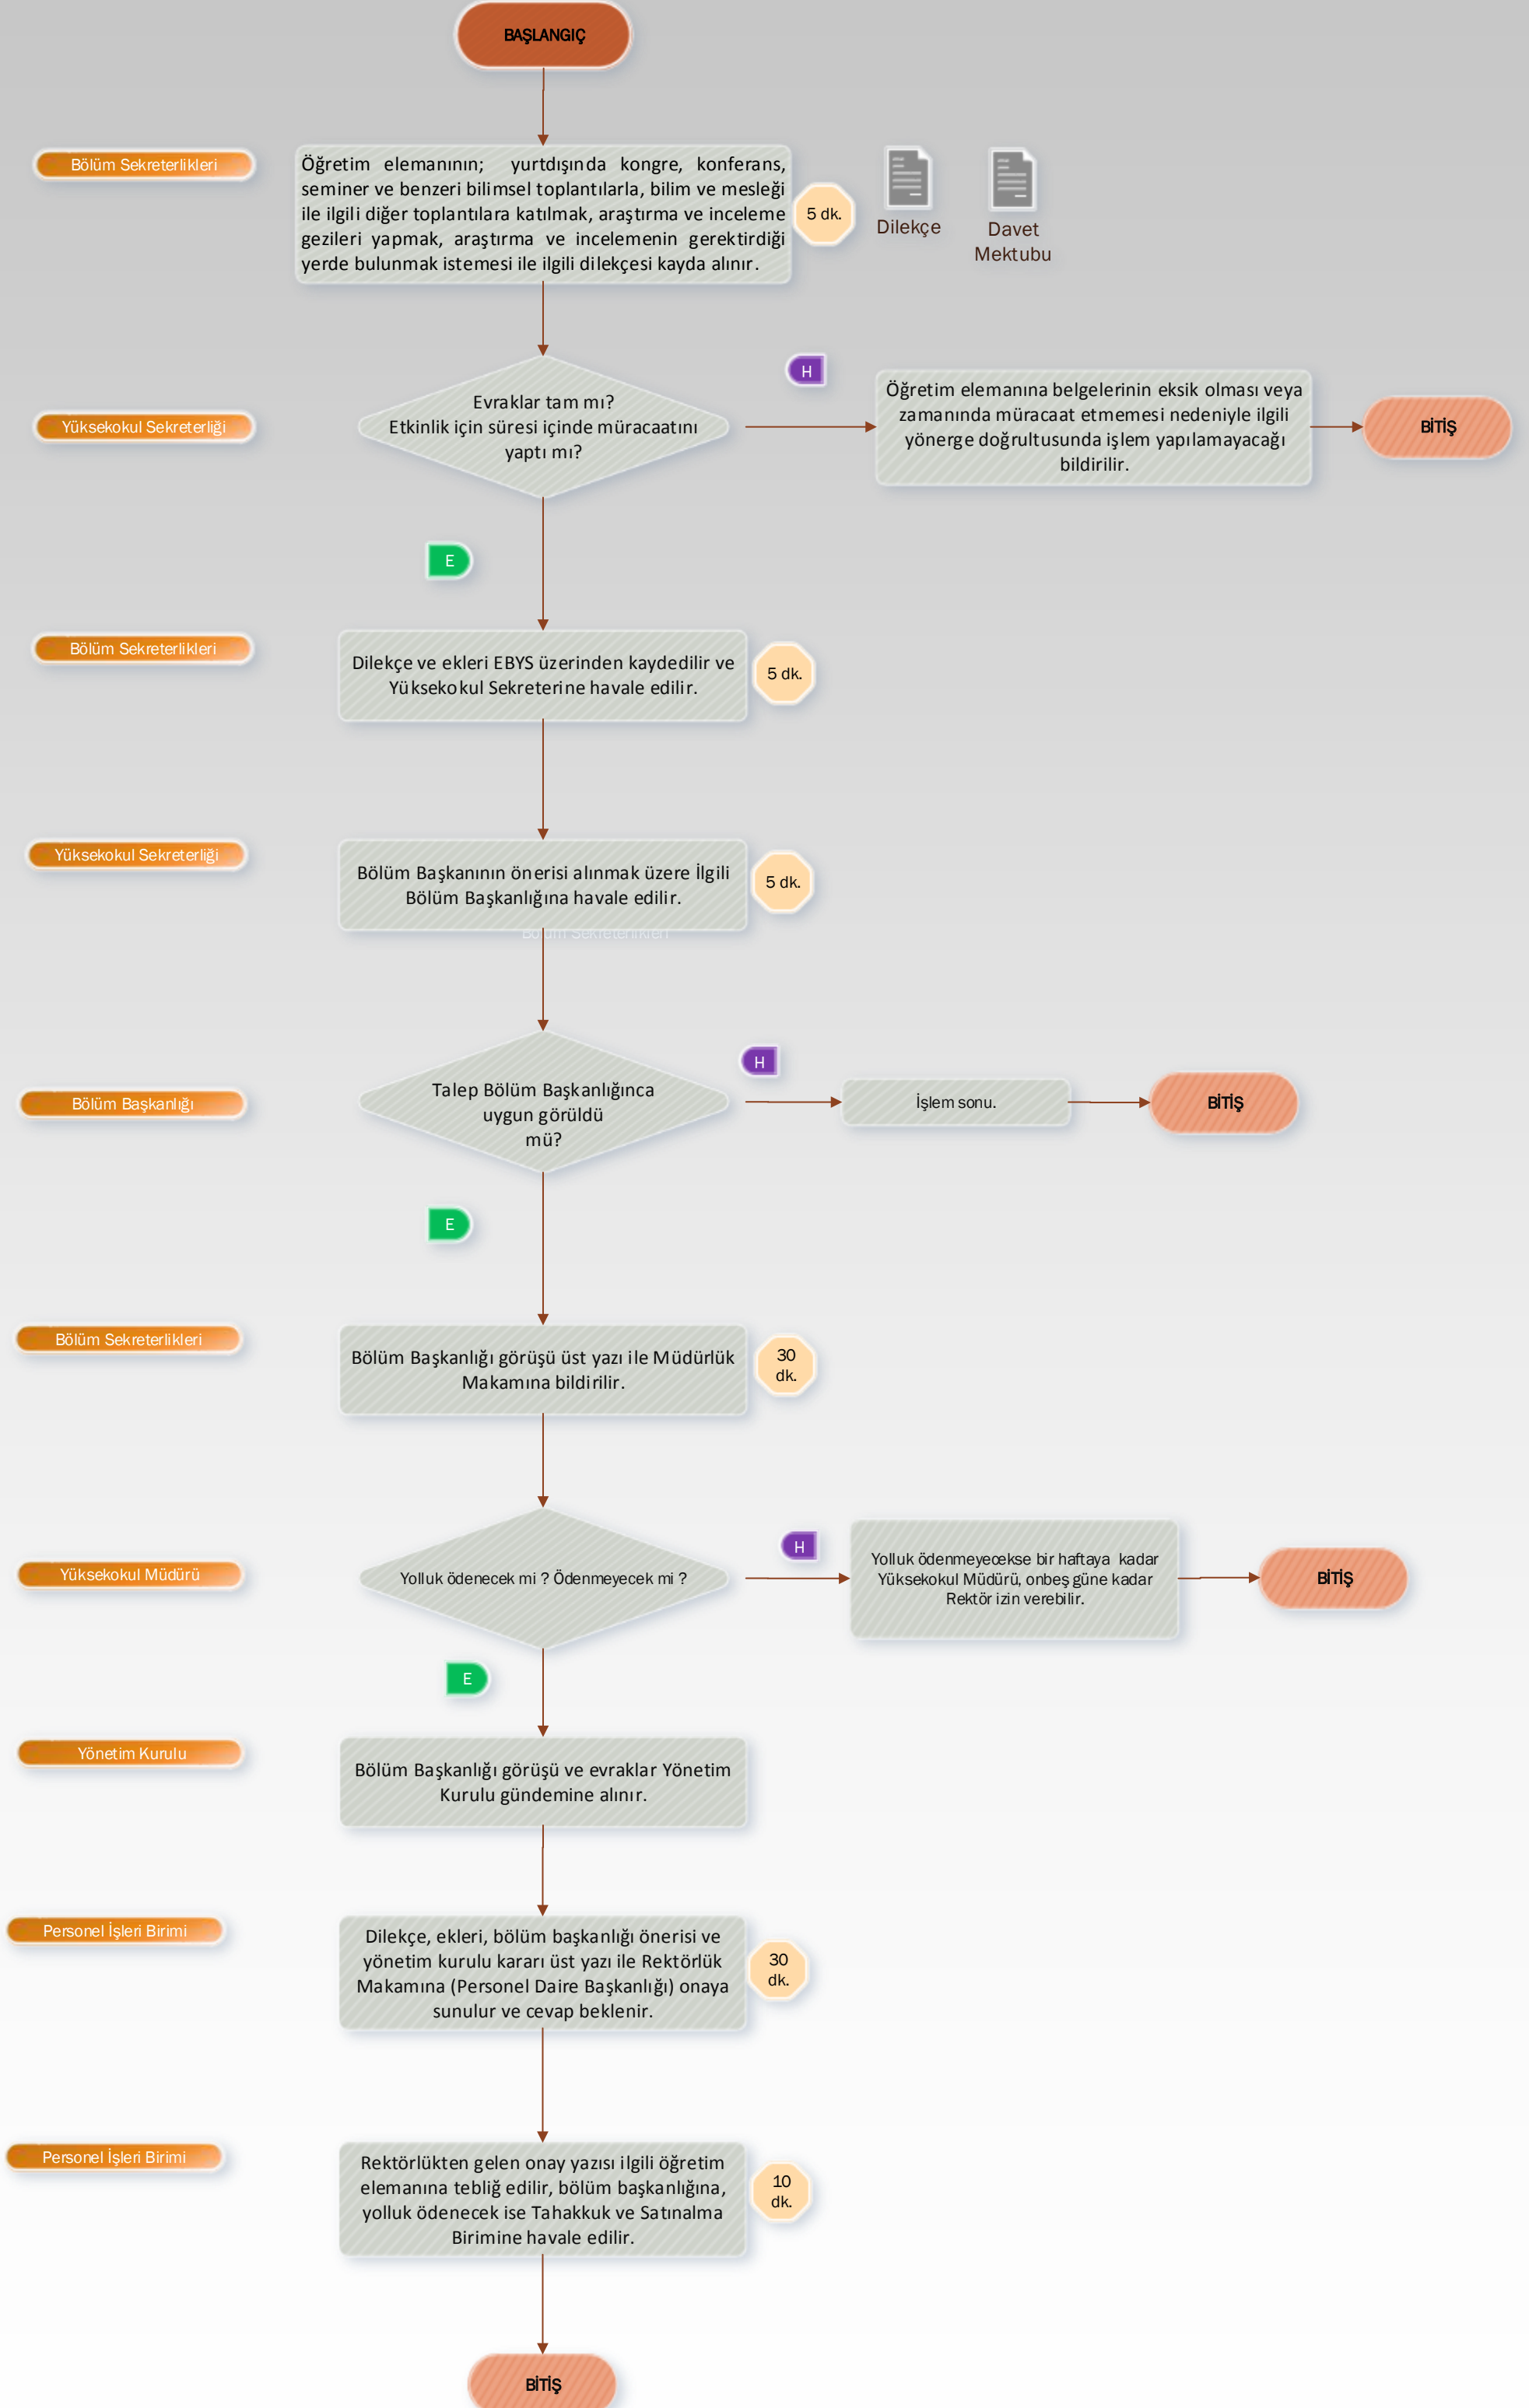 BAŞLANGIÇ
Bölüm Sekreterlikleri
Öğretim elemanının; yurtdışında kongre, konferans,
seminer ve benzeri bilimsel toplantılarla, bilim ve mesleği
ile ilgili diğer toplantılara katılmak, araştırma ve inceleme
gezileri yapmak, araştırma ve incelemenin gerektirdiği
yerde bulunmak istemesi ile ilgili dilekçesi kayda alınır.
5 dk.
Dilekçe
Davet
Mektubu
Yüksekokul Sekreterliği
Evraklar tam mı?
Etkinlik için süresi içinde müracaatını
yaptı mı?
H
Öğretim elemanına belgelerinin eksik olması veya
zamanında müracaat etmemesi nedeniyle ilgili
yönerge doğrultusunda işlem yapılamayacağı
bildirilir.
BİTİŞ
E
Bölüm Sekreterlikleri
Dilekçe ve ekleri EBYS üzerinden kaydedilir ve
Yüksekokul Sekreterine havale edilir.
5 dk.
Yüksekokul Sekreterliği
Bölüm Başkanının önerisi alınmak üzere İlgili
Bölüm Başkanlığına havale edilir.
5 dk.
Bölüm Sekreterlikleri
Bölüm Başkanlığı
Talep Bölüm Başkanlığınca
uygun görüldü
mü?
H
İşlem sonu.
BİTİŞ
E
Bölüm Sekreterlikleri
Bölüm Başkanlığı görüşü üst yazı ile Müdürlük
Makamına bildirilir.
30
dk.
Yüksekokul Müdürü
Yolluk ödenecek mi ? Ödenmeyecek mi ?
H
Yolluk ödenmeyecekse bir haftaya kadar
Yüksekokul Müdürü, onbeş güne kadar
Rektör izin verebilir.
BİTİŞ
E
Yönetim Kurulu
Bölüm Başkanlığı görüşü ve evraklar Yönetim
Kurulu gündemine alınır.
Personel İşleri Birimi
Dilekçe, ekleri, bölüm başkanlığı önerisi ve
yönetim kurulu kararı üst yazı ile Rektörlük
Makamına (Personel Daire Başkanlığı) onaya
sunulur ve cevap beklenir.
30
dk.
Personel İşleri Birimi
Rektörlükten gelen onay yazısı ilgili öğretim
elemanına tebliğ edilir, bölüm başkanlığına,
yolluk ödenecek ise Tahakkuk ve Satınalma
Birimine havale edilir.
10
dk.
BİTİŞ